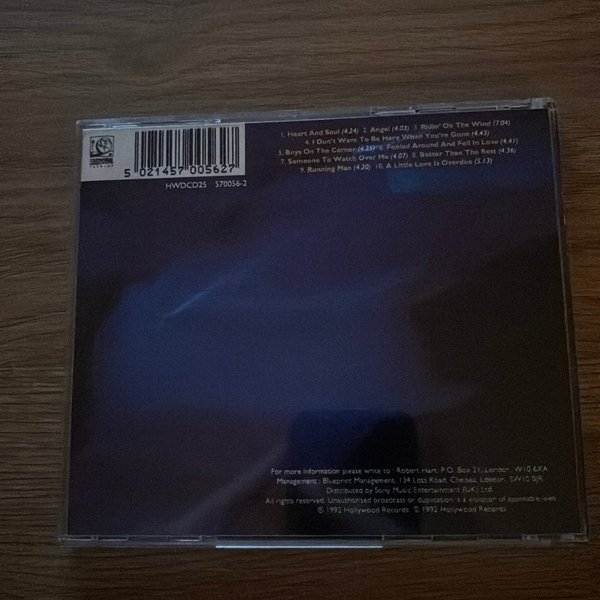 1. Heart And Soul (4.24) 2. Angel (4.03) 3. Ridin' On The Wind (7.04)
4. I Don't Want To Be Here When You're Gone (4.43)
5. Boys On The Corner (4.25) 6. Fooled Around And Fell In Love (4.41)
7. Someone To Watch Over Me (4.07) 8. Better Than The Rest (4.36)
9. Running Man (4.20) 10. A Little Love Is Overdue (5.13)
5 021457 005627
HWDCD25 570056-2
For more information please write to : Robert Hart, P.O. Box 21, London, W10 6XA
Management : Blueprint Management, 134 Lots Road, Chelsea, London, SW10 0JR
Distributed by Sony Music Entertainment (UK) Ltd.
All rights reserved. Unauthorised broadcast or duplication is a violation of applicable laws
℗ 1992 Hollywood Records © 1992 Hollywood Records